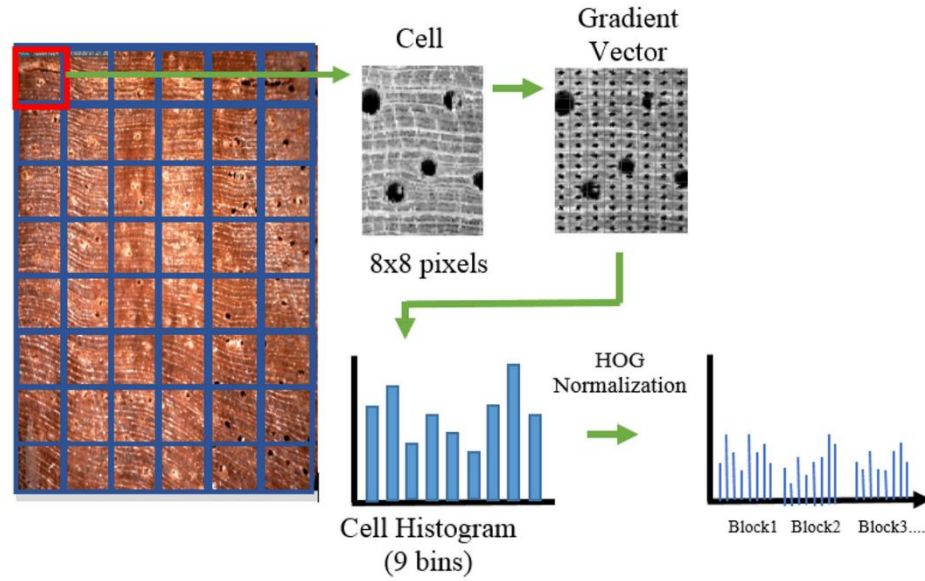 Cell
Gradient
Vector
8x8 pixels
HOG
Normalization
Cell Histogram
(9 bins)
Block1
Block2
Block3....